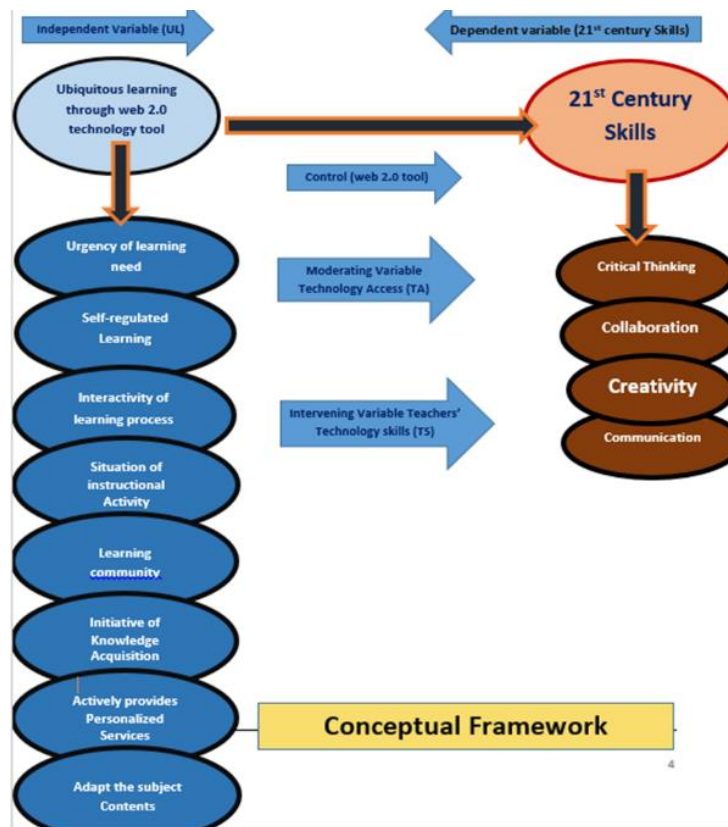 Independent Variable (UL)
Dependent variable (21st century Skills)
Ubiquitous learning
through web 2.0
technology tool
21st Century
Skills
Control (web 2.0 tool)
Urgency of learning
need
Moderating Variable
Technology Access (TA)
Critical Thinking
Self-regulated
Learning
Collaboration
Interactivity of
learning process
Intervening Variable Teachers'
Technology skills (TS)
Creativity
Communication
Situation of
instructional
Activity
Learning
community
Initiative of
Knowledge
Acquisition
Actively provides
Personalized
Services
Conceptual Framework
4
Adapt the subject
Contents